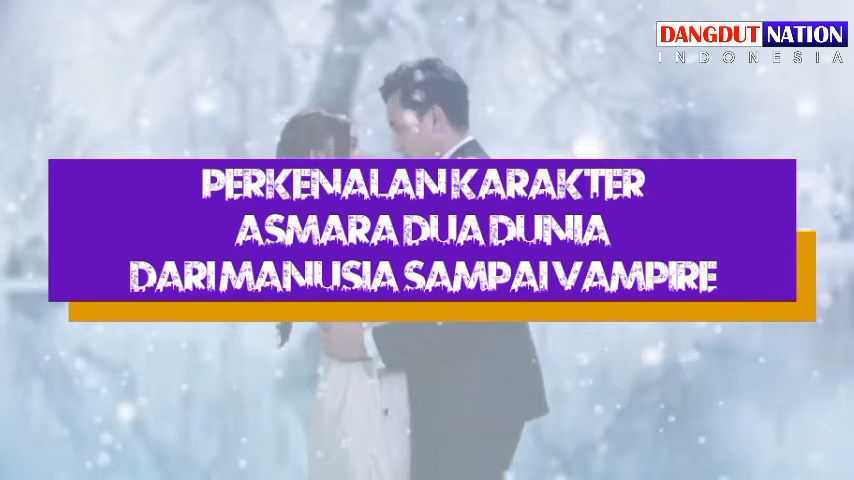 DANGDUT NATION
INDONESIA
PERKENALAN KARAKTER
ASMARA DUA DUNIA
DARI MANUSIA SAMPAI VAMPIRE